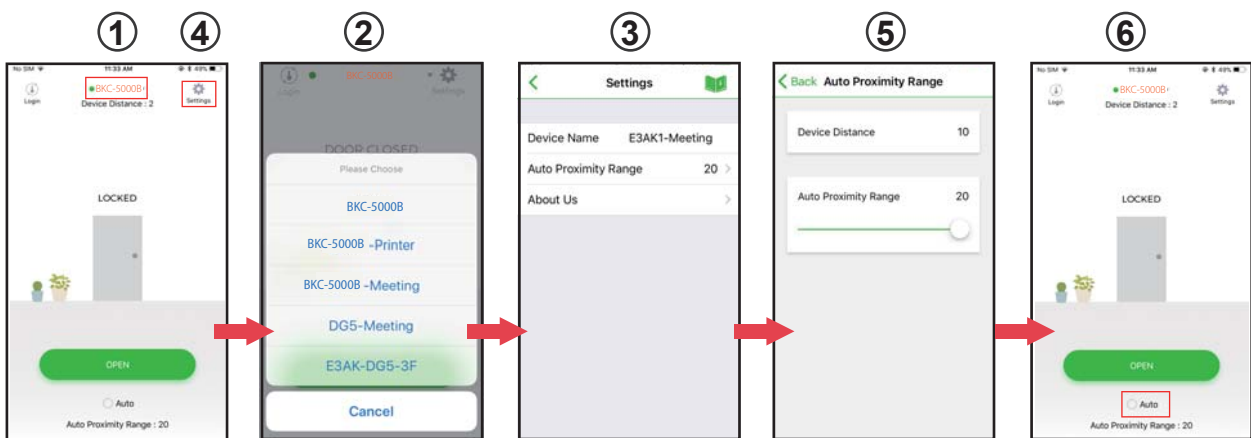 ① ④ ② ③ ⑤ ⑥
No SIM 11:33 AM 49%
Login BKC-5000B Settings
Device Distance : 2
LOCKED
OPEN
Auto
Auto Proximity Range : 20
Login BKC-5000B Settings
DOOR CLOSED
Please Choose
BKC-5000B
BKC-5000B -Printer
BKC-5000B -Meeting
DG5-Meeting
E3AK-DG5-3F
Cancel
Settings
Device Name E3AK1-Meeting
Auto Proximity Range 20 >
About Us >
Back Auto Proximity Range
Device Distance 10
Auto Proximity Range 20
No SIM 11:33 AM 49%
Login BKC-5000B Settings
Device Distance : 2
LOCKED
OPEN
Auto
Auto Proximity Range : 20